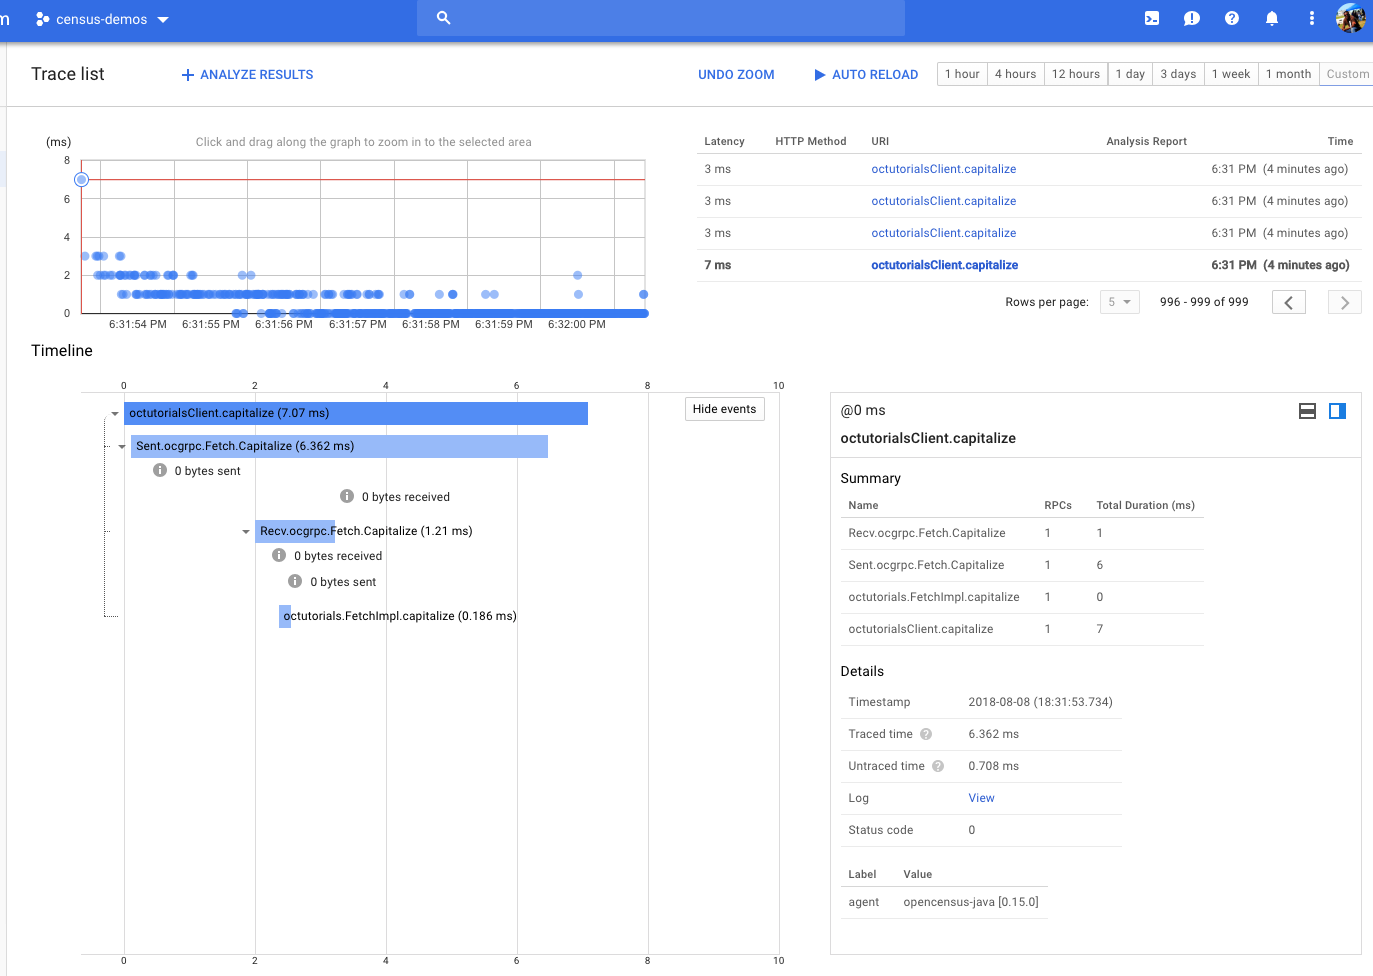 m census-demos
Trace list
ANALYZE RESULTS
UNDO ZOOM
AUTO RELOAD
1 hour 4 hours 12 hours 1 day 3 days 1 week 1 month Custom
(ms)
Click and drag along the graph to zoom in to the selected area
8
6
4
2
0
6:31:54 PM 6:31:55 PM 6:31:56 PM 6:31:57 PM 6:31:58 PM 6:31:59 PM 6:32:00 PM
Latency HTTP Method URI Analysis Report Time
3 ms octutorialsClient.capitalize 6:31 PM (4 minutes ago)
3 ms octutorialsClient.capitalize 6:31 PM (4 minutes ago)
3 ms octutorialsClient.capitalize 6:31 PM (4 minutes ago)
7 ms octutorialsClient.capitalize 6:31 PM (4 minutes ago)
Rows per page: 5 996 - 999 of 999
Timeline
0 2 4 6 8 10
octutorialsClient.capitalize (7.07 ms)
Hide events
Sent.ocgrpc.Fetch.Capitalize (6.362 ms)
0 bytes sent
0 bytes received
Recv.ocgrpc.Fetch.Capitalize (1.21 ms)
0 bytes received
0 bytes sent
octutorials.FetchImpl.capitalize (0.186 ms)
0 2 4 6 8 10
@0 ms
octutorialsClient.capitalize
Summary
Name RPCs Total Duration (ms)
Recv.ocgrpc.Fetch.Capitalize 1 1
Sent.ocgrpc.Fetch.Capitalize 1 6
octutorials.FetchImpl.capitalize 1 0
octutorialsClient.capitalize 1 7
Details
Timestamp 2018-08-08 (18:31:53.734)
Traced time 6.362 ms
Untraced time 0.708 ms
Log View
Status code 0
Label Value
agent opencensus-java [0.15.0]